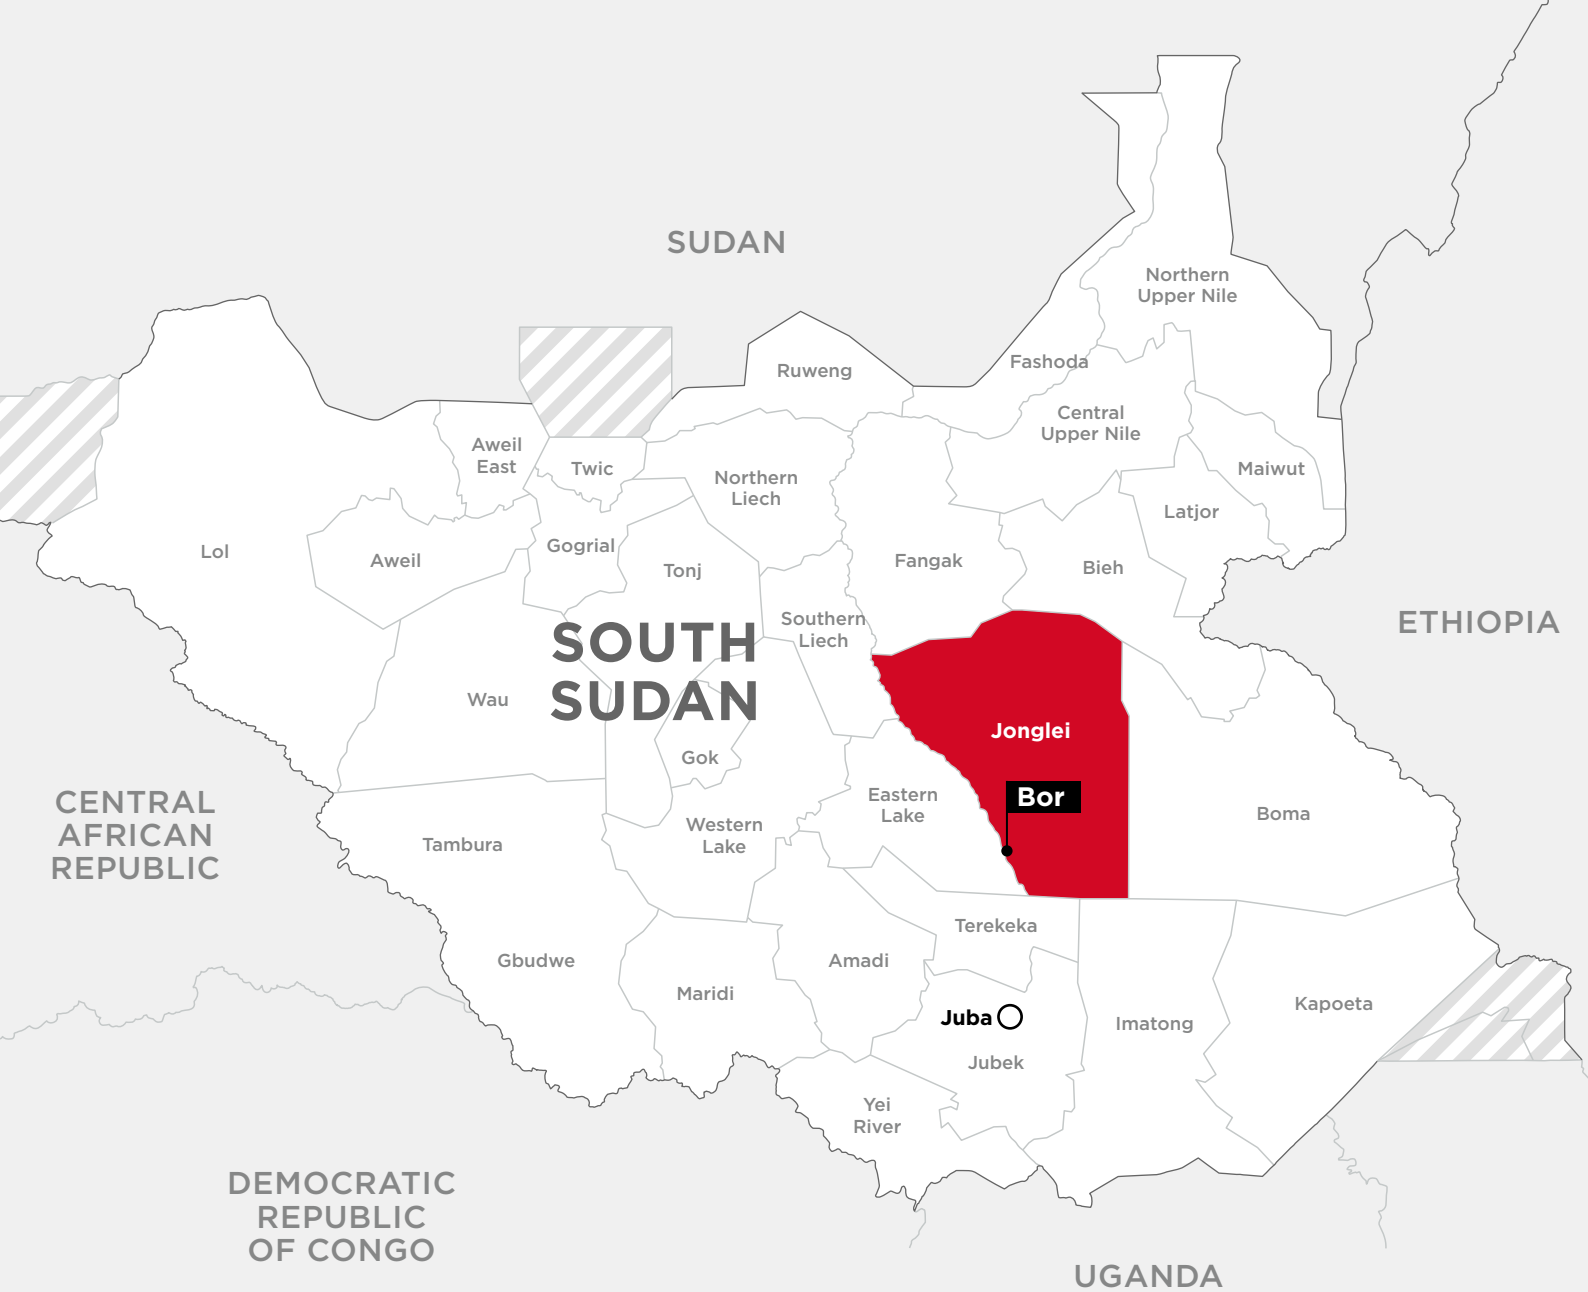 SUDAN
Northern
Upper Nile
Ruweng
Fashoda
Central
Upper Nile
Aweil
East
Twic
Northern
Liech
Maiwut
Latjor
Lol
Aweil
Gogrial
Tonj
Fangak
Bieh
Southern
Liech
ETHIOPIA
SOUTH
SUDAN
Wau
Jonglei
Gok
Bor
Eastern
Lake
Boma
CENTRAL
AFRICAN
REPUBLIC
Tambura
Western
Lake
Terekeka
Gbudwe
Amadi
Maridi
Kapoeta
Juba
Imatong
Jubek
Yei
River
DEMOCRATIC
REPUBLIC
OF CONGO
UGANDA